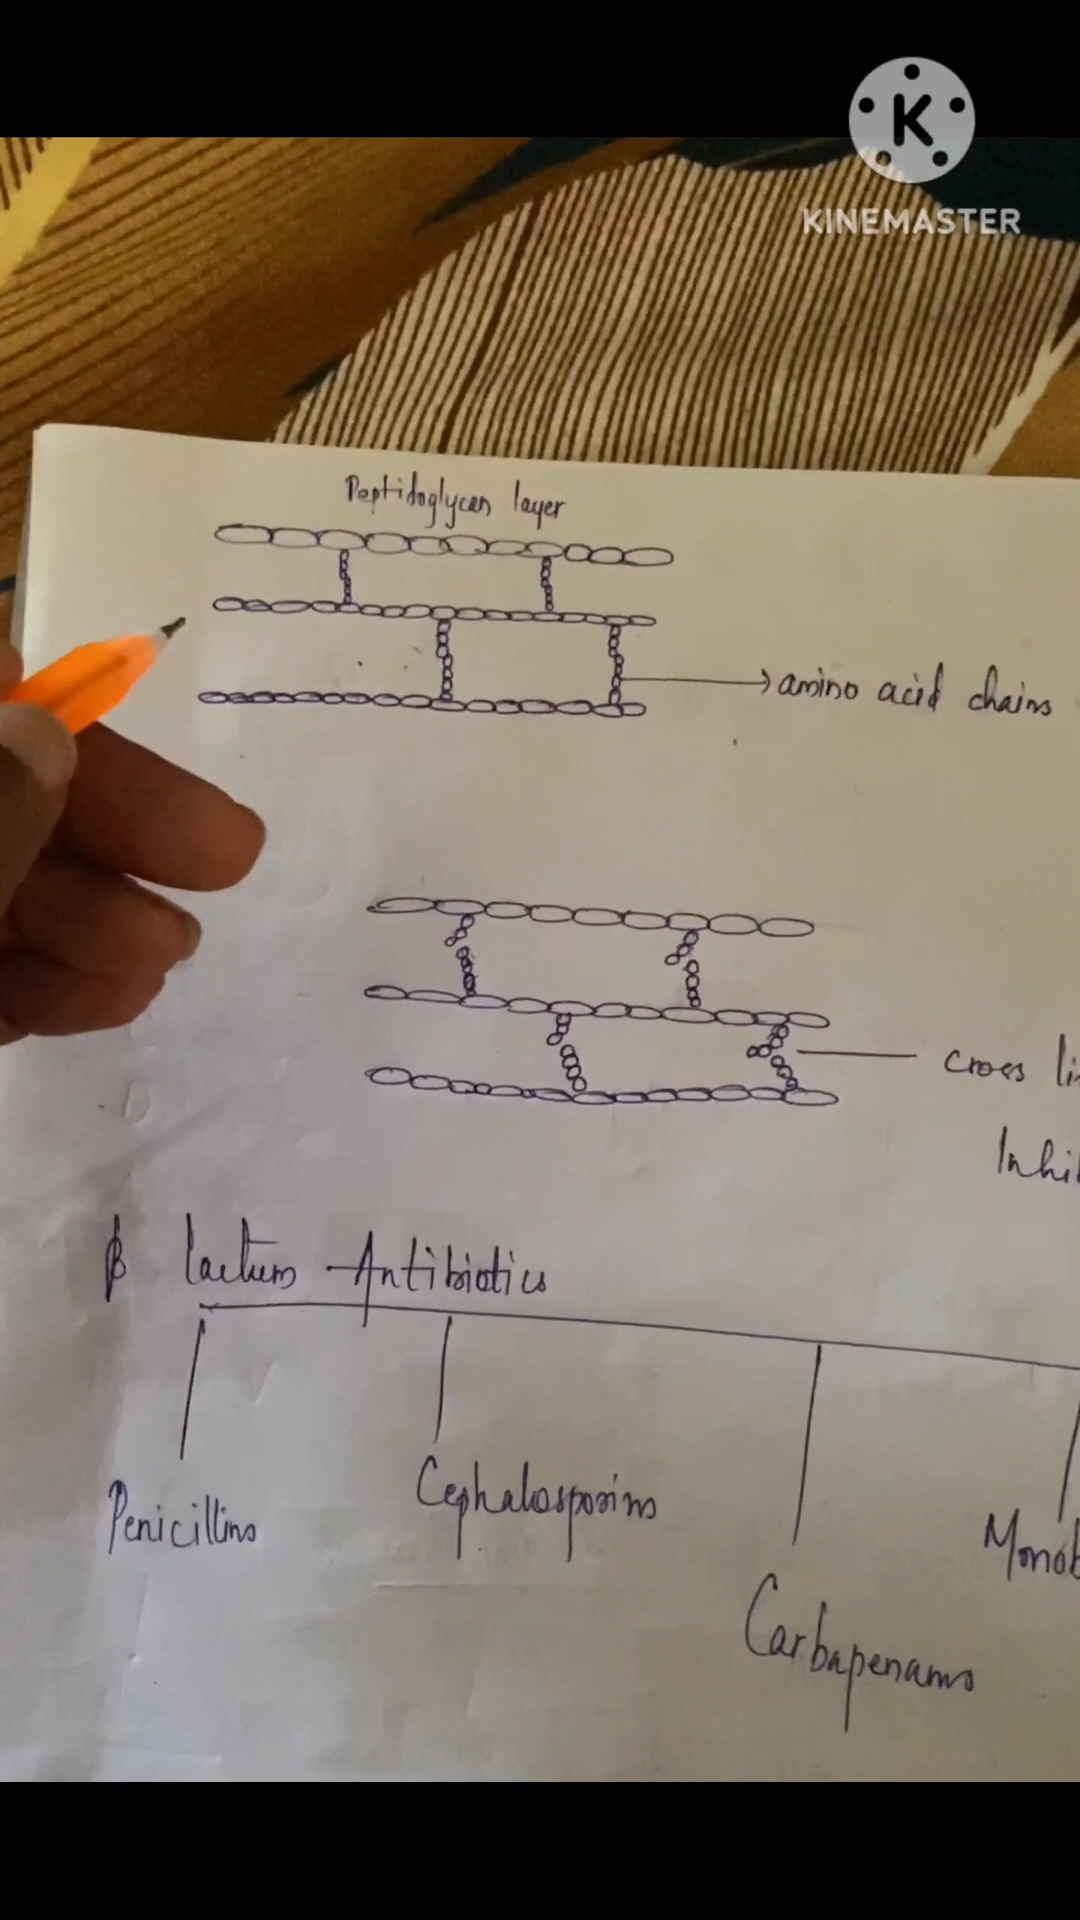 KINEMASTER
Peptidoglycan layer
amino acid chains
cross li
Inhi
β lactum Antibiotics
Penicillins
Cephalosporins
Carbapenams
Monob